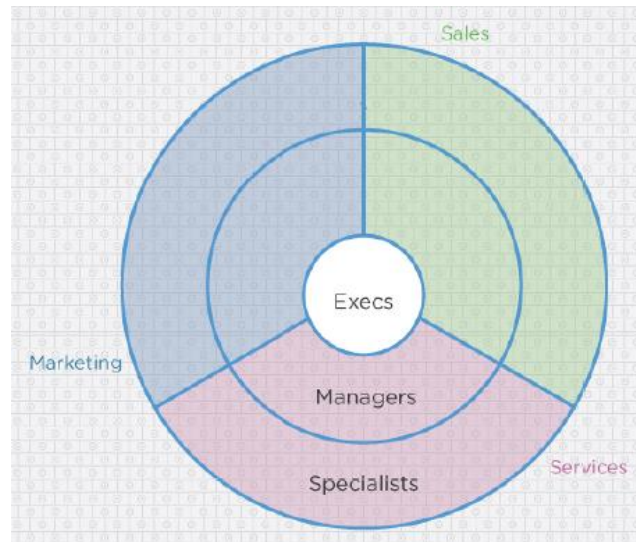 Sales
Execs
Marketing
Managers
Services
Specialists